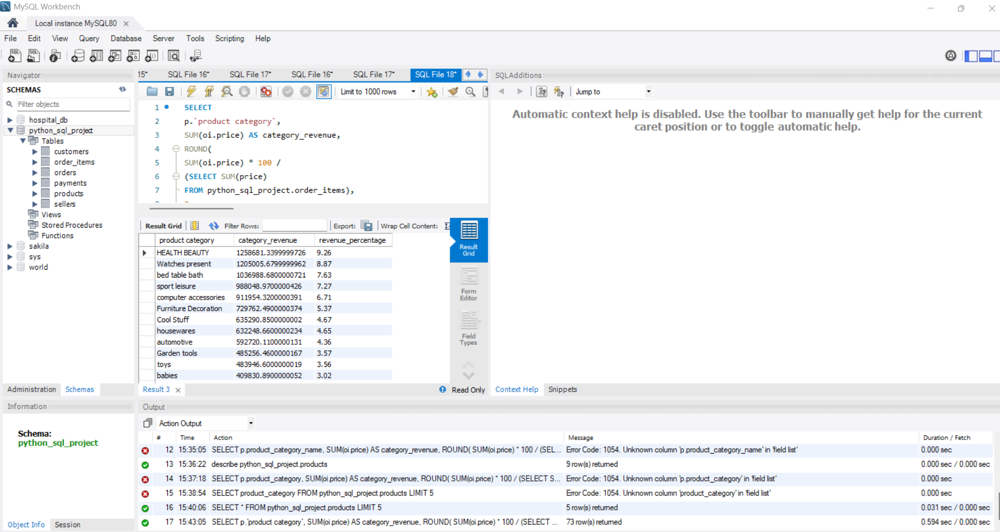 MySQL Workbench
Local instance MySQL80
File Edit View Query Database Server Tools Scripting Help
Navigator
SCHEMAS
Filter objects
hospital_db
python_sql_project
Tables
customers
order_items
orders
payments
products
sellers
Views
Stored Procedures
Functions
sakila
sys
world
Administration Schemas
Information
Schema:
python_sql_project
Object Info Session
15* SQL File 16* SQL File 17* SQL File 16* SQL File 17* SQL File 18*
Limit to 1000 rows
1 SELECT
2 p.`product category`,
3 SUM(oi.price) AS category_revenue,
4 ROUND(
5 SUM(oi.price) * 100 /
6 (SELECT SUM(price)
7 FROM python_sql_project.order_items),
Result Grid Filter Rows: Export: Wrap Cell Content:
product category category_revenue revenue_percentage
HEALTH BEAUTY 1258681.3399999726 9.26
Watches present 1205005.6799999962 8.87
bed table bath 1036988.6800000721 7.63
sport leisure 988048.9700000426 7.27
computer accessories 911954.3200000391 6.71
Furniture Decoration 729762.4900000374 5.37
Cool Stuff 635290.8500000002 4.67
housewares 632248.6600000234 4.65
automotive 592720.1100000131 4.36
Garden tools 485256.4600000167 3.57
toys 483946.6000000019 3.56
babies 409830.8900000052 3.02
Result Grid
Form Editor
Field Types
Result 3 Read Only
SQLAdditions
Jump to
Automatic context help is disabled. Use the toolbar to manually get help for the current
caret position or to toggle automatic help.
Context Help Snippets
Output
Action Output
# Time Action Message Duration / Fetch
12 15:35:05 SELECT p.product_category_name, SUM(oi.price) AS category_revenue, ROUND( SUM(oi.price) * 100 / (SEL... Error Code: 1054. Unknown column 'p.product_category_name' in 'field list' 0.000 sec
13 15:36:22 describe python_sql_project.products 9 row(s) returned 0.000 sec / 0.000 sec
14 15:37:18 SELECT p.product_category, SUM(oi.price) AS category_revenue, ROUND( SUM(oi.price) * 100 / (SELECT S... Error Code: 1054. Unknown column 'p.product_category' in 'field list' 0.000 sec
15 15:38:54 SELECT product_category FROM python_sql_project.products LIMIT 5 Error Code: 1054. Unknown column 'product_category' in 'field list' 0.000 sec
16 15:40:06 SELECT * FROM python_sql_project.products LIMIT 5 5 row(s) returned 0.031 sec / 0.000 sec
17 15:43:05 SELECT p.`product category`, SUM(oi.price) AS category_revenue, ROUND( SUM(oi.price) * 100 / (SELECT ... 73 row(s) returned 0.594 sec / 0.000 sec